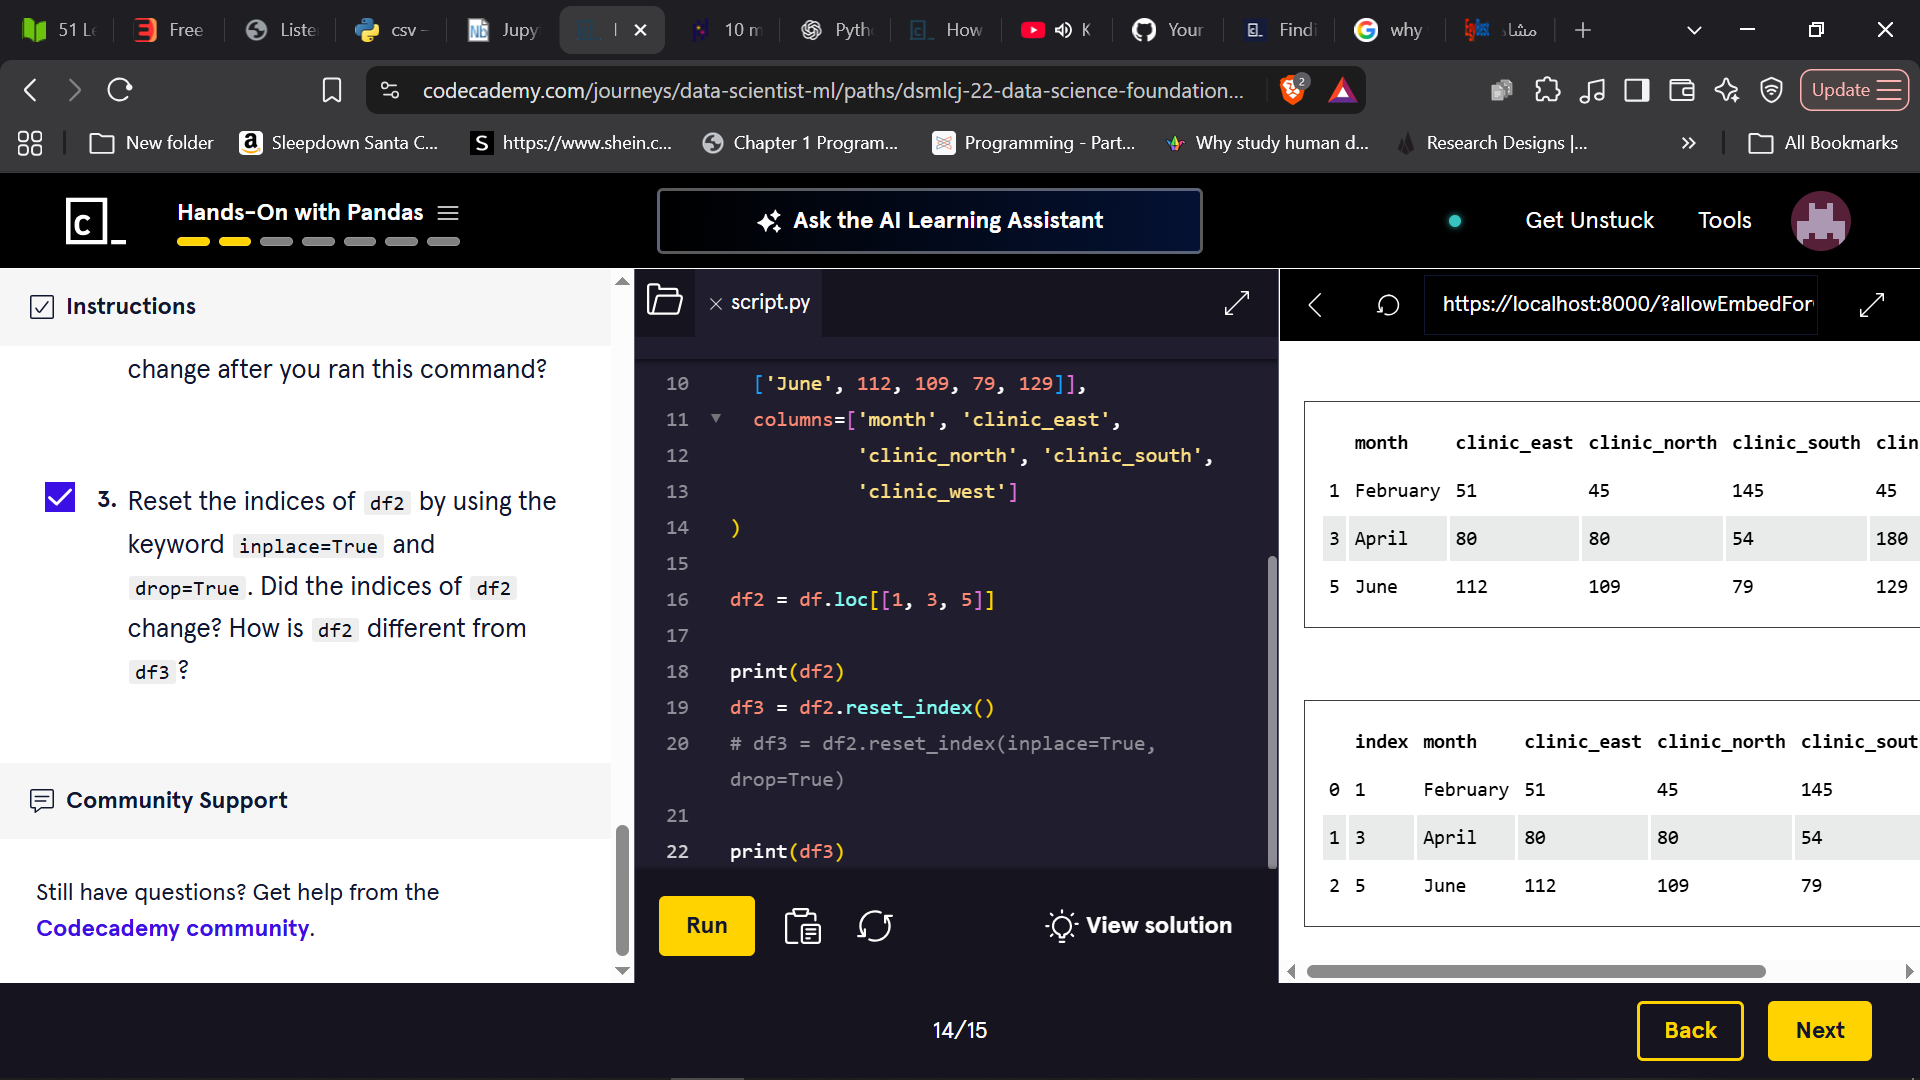 51 Le
Free
Liste
csv –
Jupy
10 m
Pyth
How
K
Your
Findi
why
مشاه
codecademy.com/journeys/data-scientist-ml/paths/dsmlcj-22-data-science-foundation...
2
Update
New folder
Sleepdown Santa C...
https://www.shein.c...
Chapter 1 Program...
Programming - Part...
Why study human d...
Research Designs |...
All Bookmarks
Hands-On with Pandas
Ask the AI Learning Assistant
Get Unstuck
Tools
Instructions
change after you ran this command?
3. Reset the indices of df2 by using the
keyword inplace=True and
drop=True. Did the indices of df2
change? How is df2 different from
df3?
Community Support
Still have questions? Get help from the
Codecademy community.
script.py
10 ['June', 112, 109, 79, 129]],
11 columns=['month', 'clinic_east',
12 'clinic_north', 'clinic_south',
13 'clinic_west']
14 )
15
16 df2 = df.loc[[1, 3, 5]]
17
18 print(df2)
19 df3 = df2.reset_index()
20 # df3 = df2.reset_index(inplace=True,
drop=True)
21
22 print(df3)
Run
View solution
https://localhost:8000/?allowEmbedFor
month clinic_east clinic_north clinic_south clin
1 February 51 45 145 45
3 April 80 80 54 180
5 June 112 109 79 129
index month clinic_east clinic_north clinic_sout
0 1 February 51 45 145
1 3 April 80 80 54
2 5 June 112 109 79
14/15
Back
Next